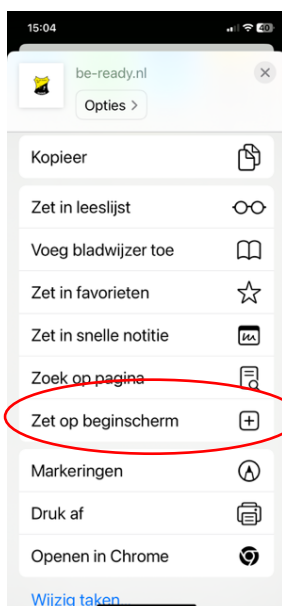 15:04
40
be-ready.nl
Opties >
Kopieer
Zet in leeslijst
Voeg bladwijzer toe
Zet in favorieten
Zet in snelle notitie
Zoek op pagina
Zet op beginscherm
Markeringen
Druk af
Openen in Chrome
Wijzig taken